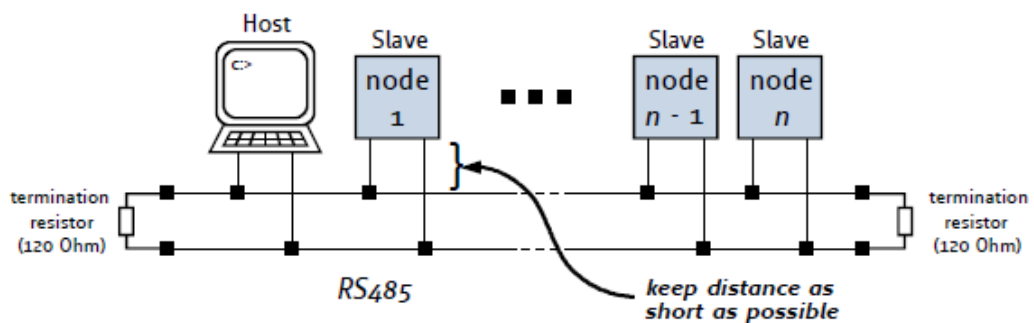 Host
C:>
Slave
node
1
Slave
node
n - 1
Slave
node
n
termination
resistor
(120 Ohm)
termination
resistor
(120 Ohm)
RS485
keep distance as
short as possible